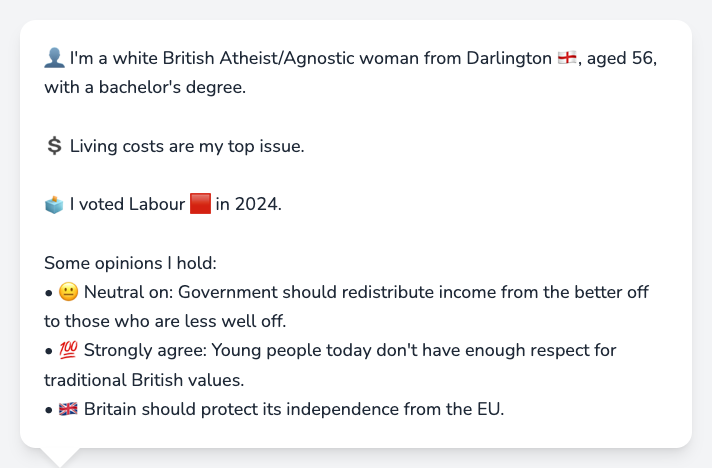 👤 I'm a white British Atheist/Agnostic woman from Darlington 🏴󠁧󠁢󠁥󠁮󠁧󠁿, aged 56,
with a bachelor's degree.
💲 Living costs are my top issue.
🗳️ I voted Labour 🟥 in 2024.
Some opinions I hold:
• 😐 Neutral on: Government should redistribute income from the better off
to those who are less well off.
• 💯 Strongly agree: Young people today don't have enough respect for
traditional British values.
• 🇬🇧 Britain should protect its independence from the EU.